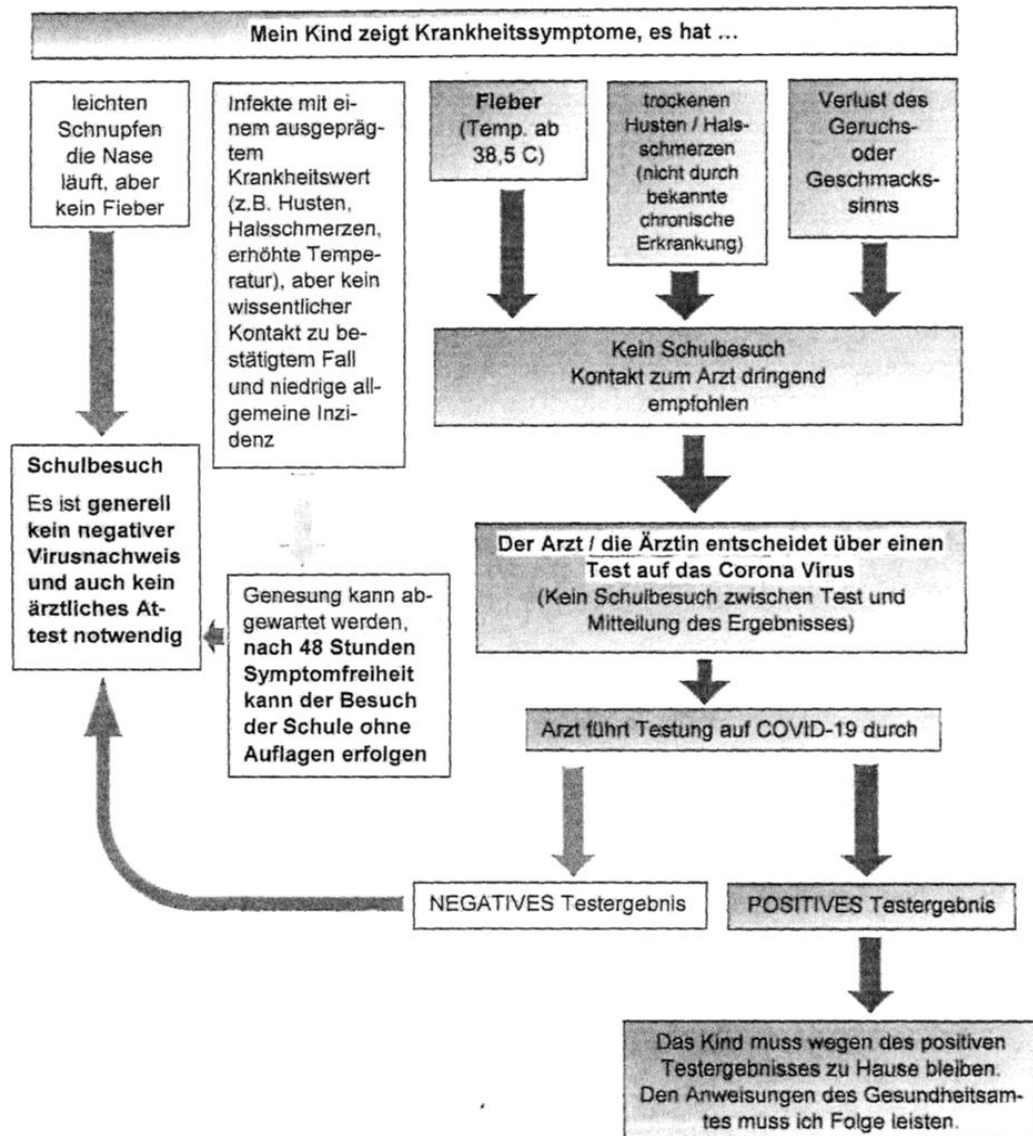 Mein Kind zeigt Krankheitssymptome, es hat ...
leichten
Schnupfen
die Nase
läuft, aber
kein Fieber
Infekte mit ei-
nem ausgepräg-
tem
Krankheitswert
(z.B. Husten,
Halsschmerzen,
erhöhte Tempe-
ratur), aber kein
wissentlicher
Kontakt zu be-
stätigtem Fall
und niedrige all-
gemeine Inzi-
denz
Fieber
(Temp. ab
38,5 C)
trockenen
Husten / Hals-
schmerzen
(nicht durch
bekannte
chronische
Erkrankung)
Verlust des
Geruchs-
oder
Geschmacks-
sinns
Kein Schulbesuch
Kontakt zum Arzt dringend
empfohlen
Schulbesuch
Es ist generell
kein negativer
Virusnachweis
und auch kein
ärztliches At-
test notwendig
Genesung kann ab-
gewartet werden,
nach 48 Stunden
Symptomfreiheit
kann der Besuch
der Schule ohne
Auflagen erfolgen
Der Arzt / die Ärztin entscheidet über einen
Test auf das Corona Virus
(Kein Schulbesuch zwischen Test und
Mitteilung des Ergebnisses)
Arzt führt Testung auf COVID-19 durch
NEGATIVES Testergebnis
POSITIVES Testergebnis
Das Kind muss wegen des positiven
Testergebnisses zu Hause bleiben.
Den Anweisungen des Gesundheitsam-
tes muss ich Folge leisten.